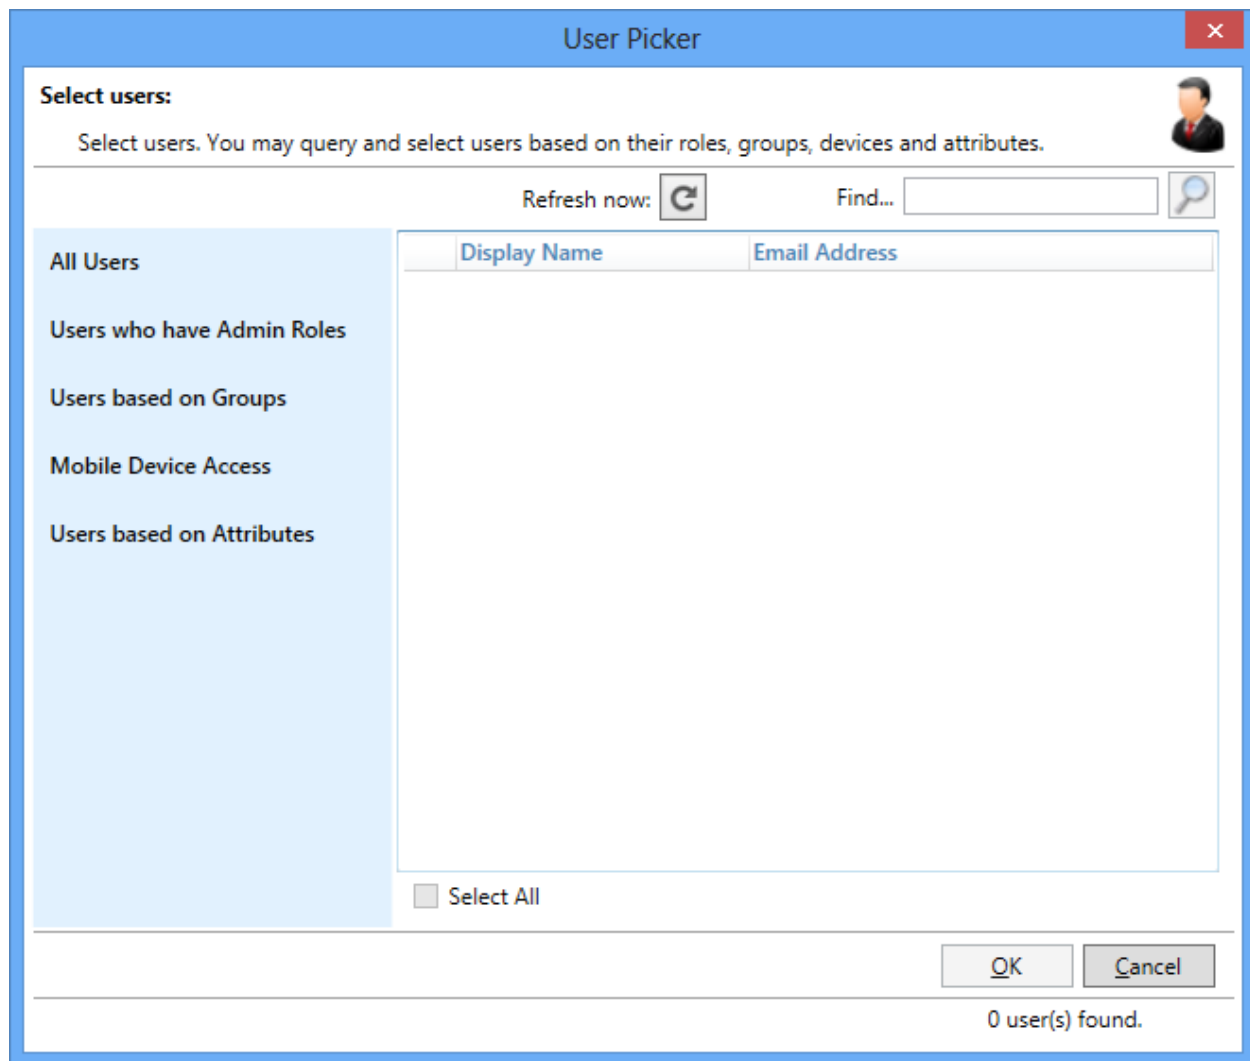 User Picker
Select users:
Select users. You may query and select users based on their roles, groups, devices and attributes.
Refresh now: Find...
All Users
Users who have Admin Roles
Users based on Groups
Mobile Device Access
Users based on Attributes
Display Name Email Address
Select All
OK Cancel
0 user(s) found.